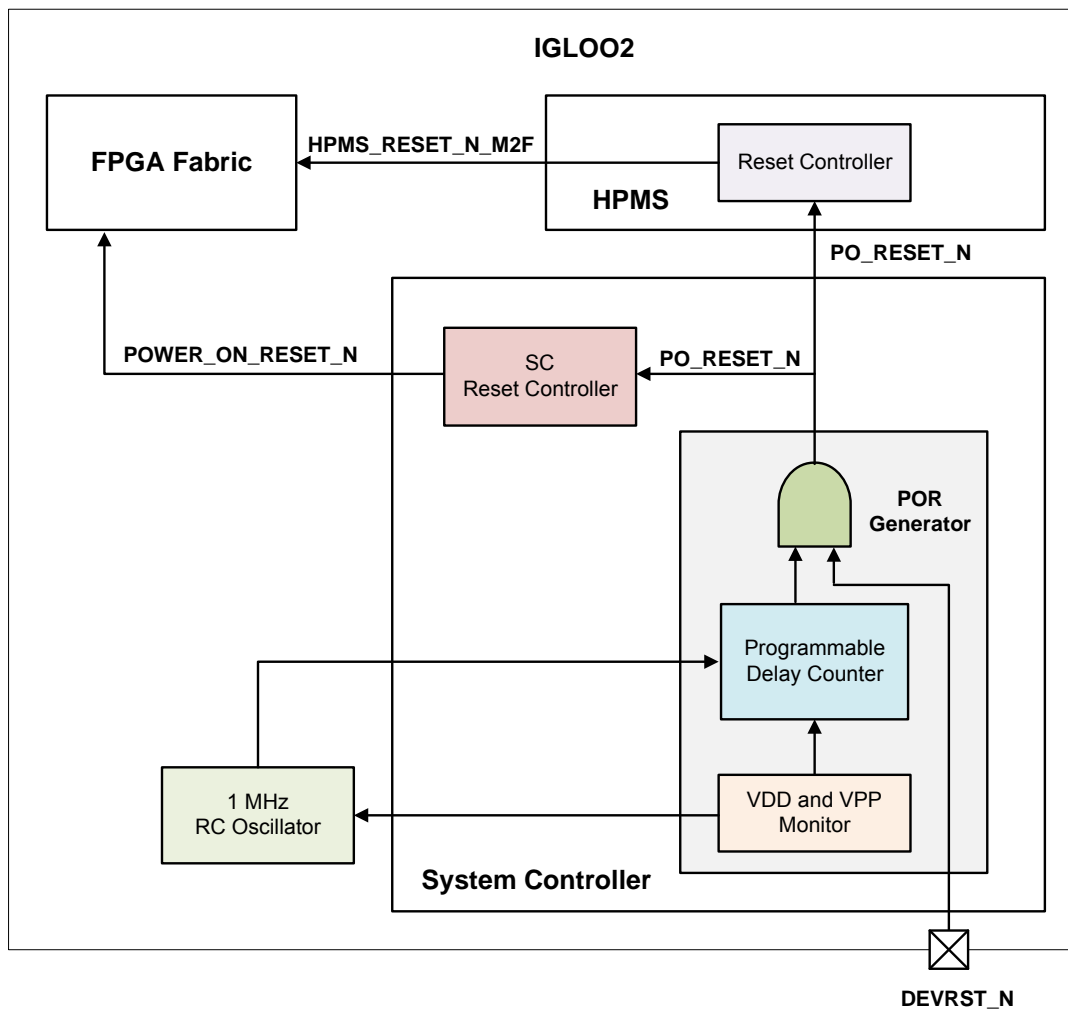 IGLOO2
FPGA Fabric
HPMS_RESET_N_M2F
Reset Controller
HPMS
PO_RESET_N
POWER_ON_RESET_N
SC
Reset Controller
PO_RESET_N
POR
Generator
Programmable
Delay Counter
1 MHz
RC Oscillator
VDD and VPP
Monitor
System Controller
DEVRST_N